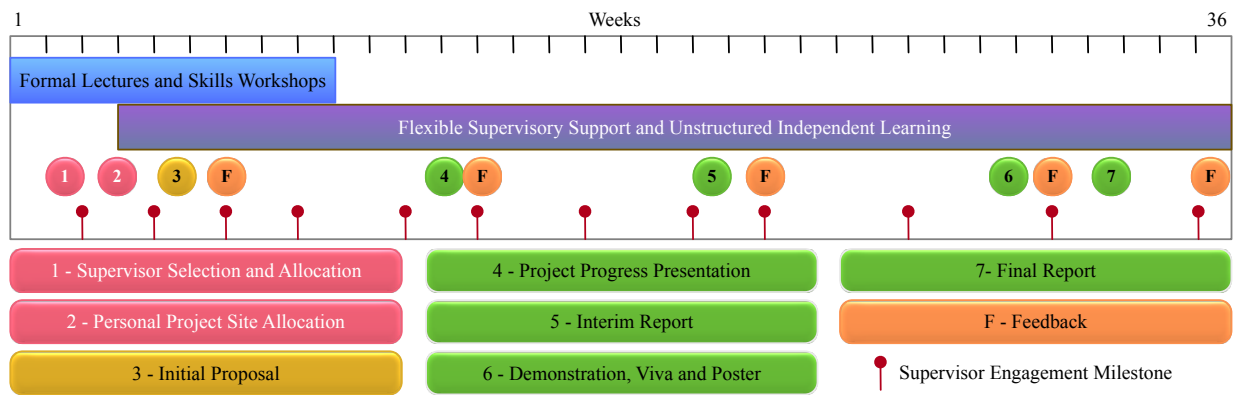 1 Weeks 36
Formal Lectures and Skills Workshops
Flexible Supervisory Support and Unstructured Independent Learning
1 2 3 F 4 F 5 F 6 F 7 F
1 - Supervisor Selection and Allocation
2 - Personal Project Site Allocation
3 - Initial Proposal
4 - Project Progress Presentation
5 - Interim Report
6 - Demonstration, Viva and Poster
7- Final Report
F - Feedback
Supervisor Engagement Milestone